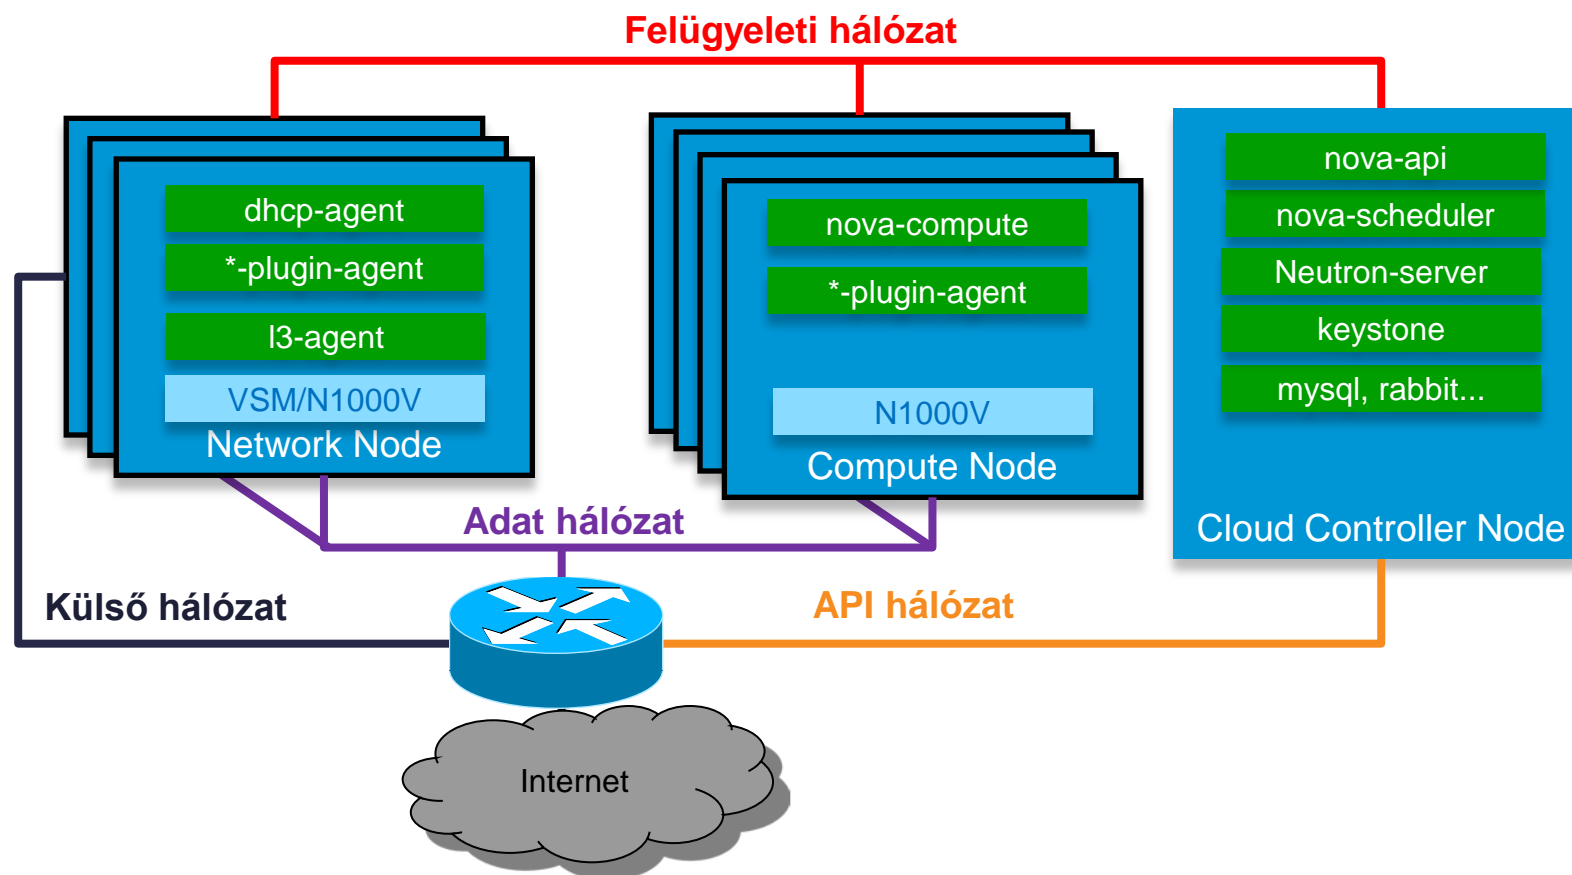 Felügyeleti hálózat
dhcp-agent
*-plugin-agent
l3-agent
VSM/N1000V
Network Node
nova-compute
*-plugin-agent
N1000V
Compute Node
nova-api
nova-scheduler
Neutron-server
keystone
mysql, rabbit...
Cloud Controller Node
Adat hálózat
Külső hálózat
API hálózat
Internet